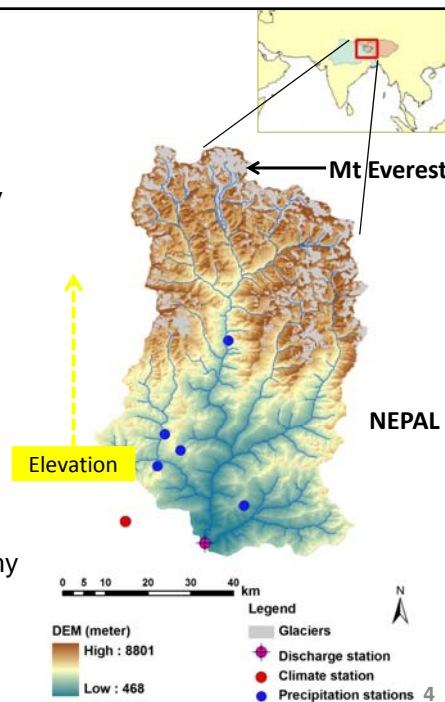 Mt Everest
NEPAL
Elevation
0 5 10 20 30 40
km
N
Legend
Glaciers
Discharge station
Climate station
Precipitation stations
DEM (meter)
High : 8801
Low : 468
4